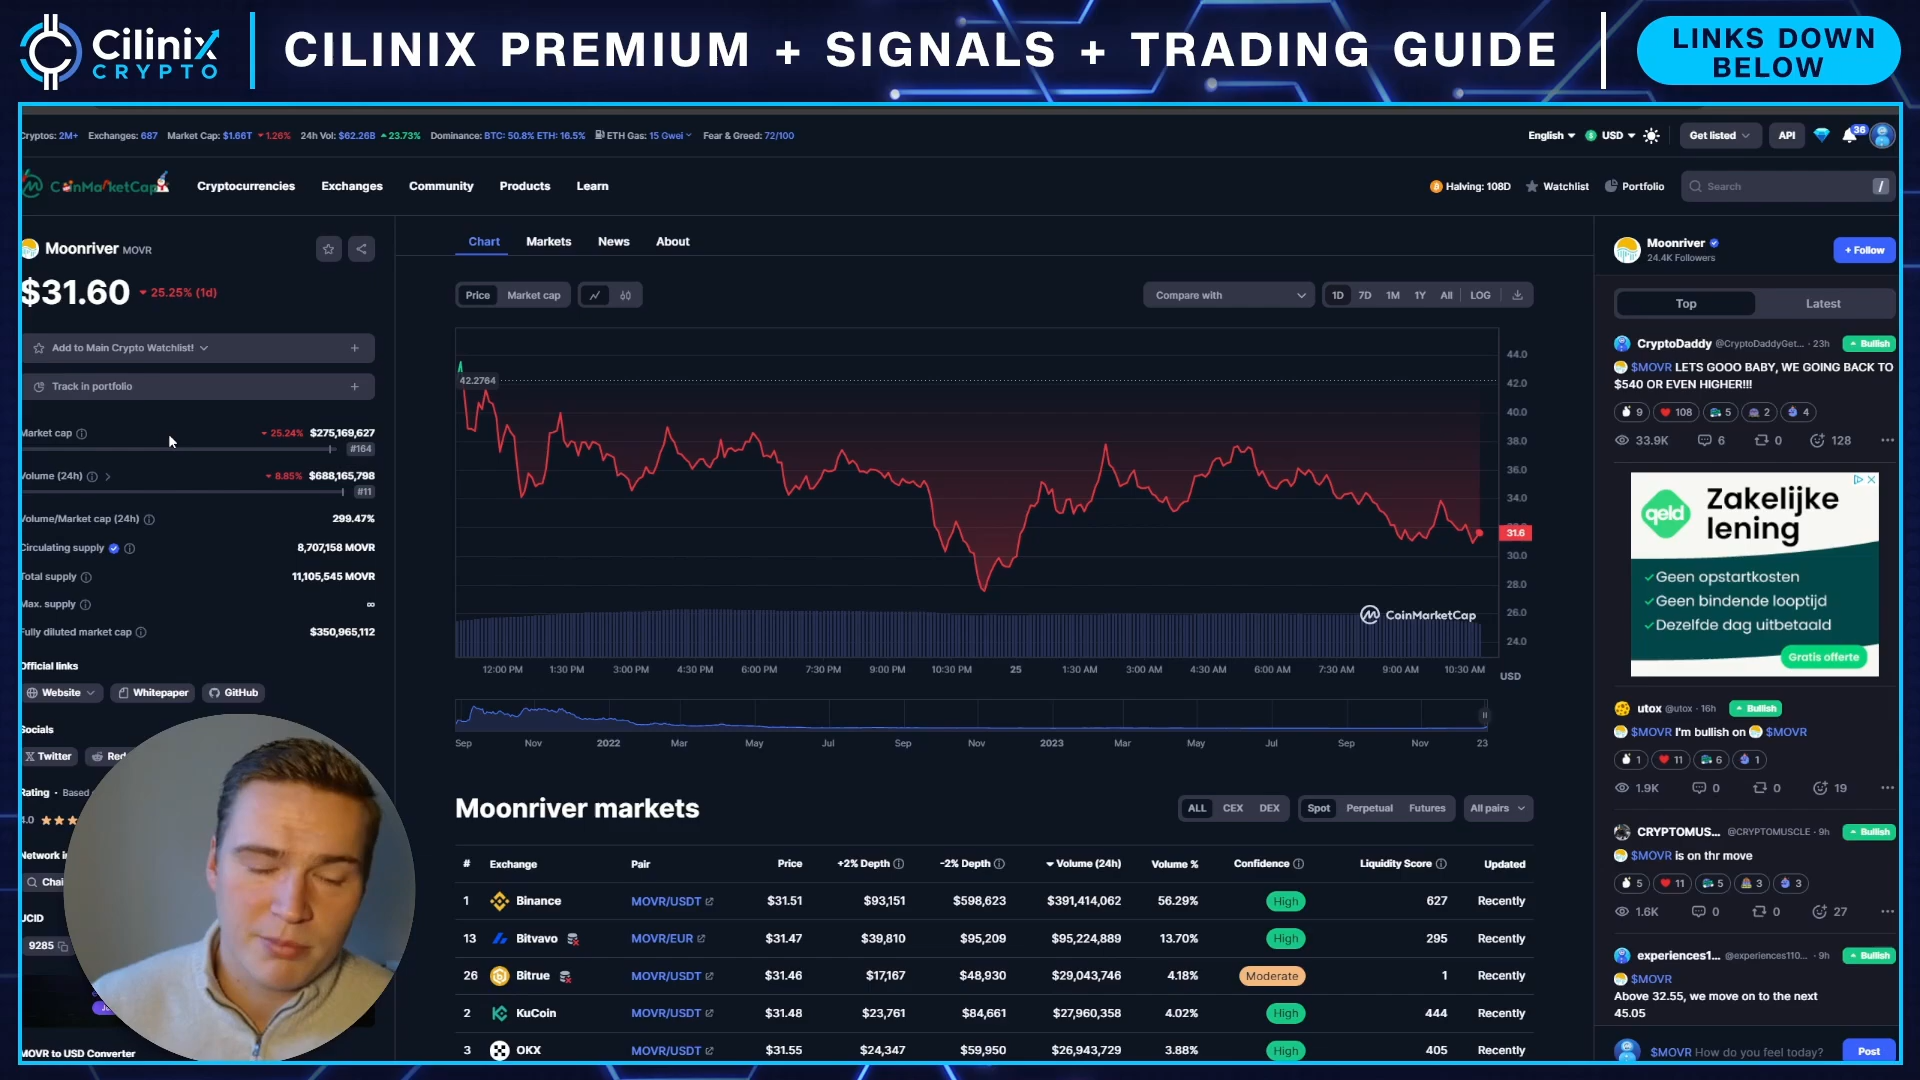 Cilinix
CRYPTO
CILINIX PREMIUM + SIGNALS + TRADING GUIDE
LINKS DOWN
BELOW
Cryptos: 2M+ Exchanges: 687 Market Cap: $1.66T 1.26% 24h Vol: $62.26B 23.73% Dominance: BTC: 50.8% ETH: 16.5% ETH Gas: 15 Gwei Fear & Greed: 72/100
English USD Get listed API 36
CoinMarketCap Cryptocurrencies Exchanges Community Products Learn
Halving: 108D Watchlist Portfolio Search /
Moonriver MOVR
$31.60 25.25% (1d)
Add to Main Crypto Watchlist! +
Track in portfolio +
Market cap 25.24% $275,169,627
#164
Volume (24h) 8.85% $688,165,798
#11
Volume/Market cap (24h) 299.47%
Circulating supply 8,707,158 MOVR
Total supply 11,105,545 MOVR
Max. supply ∞
Fully diluted market cap $350,965,112
Official links
Website Whitepaper GitHub
Socials
Twitter Red
Rating · Based
4.0
Network in
Chai
UCID
9285
MOVR to USD Converter
Chart Markets News About
Price Market cap
Compare with 1D 7D 1M 1Y All LOG
42.2764
44.0
42.0
40.0
38.0
36.0
34.0
31.6
30.0
28.0
26.0
24.0
CoinMarketCap
12:00 PM 1:30 PM 3:00 PM 4:30 PM 6:00 PM 7:30 PM 9:00 PM 10:30 PM 25 1:30 AM 3:00 AM 4:30 AM 6:00 AM 7:30 AM 9:00 AM 10:30 AM
USD
Sep Nov 2022 Mar May Jul Sep Nov 2023 Mar May Jul Sep Nov 23
Moonriver markets
ALL CEX DEX Spot Perpetual Futures All pairs
# Exchange Pair Price +2% Depth -2% Depth Volume (24h) Volume % Confidence Liquidity Score Updated
1 Binance MOVR/USDT $31.51 $93,151 $598,623 $391,414,062 56.29% High 627 Recently
13 Bitvavo MOVR/EUR $31.47 $39,810 $95,209 $95,224,889 13.70% High 295 Recently
26 Bitrue MOVR/USDT $31.46 $17,167 $48,930 $29,043,746 4.18% Moderate 1 Recently
2 KuCoin MOVR/USDT $31.48 $23,761 $84,661 $27,960,358 4.02% High 444 Recently
3 OKX MOVR/USDT $31.55 $24,347 $59,950 $26,943,729 3.88% High 405 Recently
Moonriver
24.4K Followers
+ Follow
Top Latest
CryptoDaddy @CryptoDaddyGet... · 23h Bullish
$MOVR LETS GOOO BABY, WE GOING BACK TO
$540 OR EVEN HIGHER!!!
9 108 5 2 4
33.9K 6 0 128
qeld
Zakelijke
lening
Geen opstartkosten
Geen bindende looptijd
Dezelfde dag uitbetaald
Gratis offerte
utox @utox · 16h Bullish
$MOVR I'm bullish on $MOVR
1 11 6 1
1.9K 0 0 19
CRYPTOMUS... @CRYPTOMUSCLE · 9h Bullish
$MOVR is on thr move
5 11 5 3 3
1.6K 0 0 27
experiences1... @experiences110... · 9h Bullish
$MOVR
Above 32.55, we move on to the next
45.05
$MOVR How do you feel today? Post